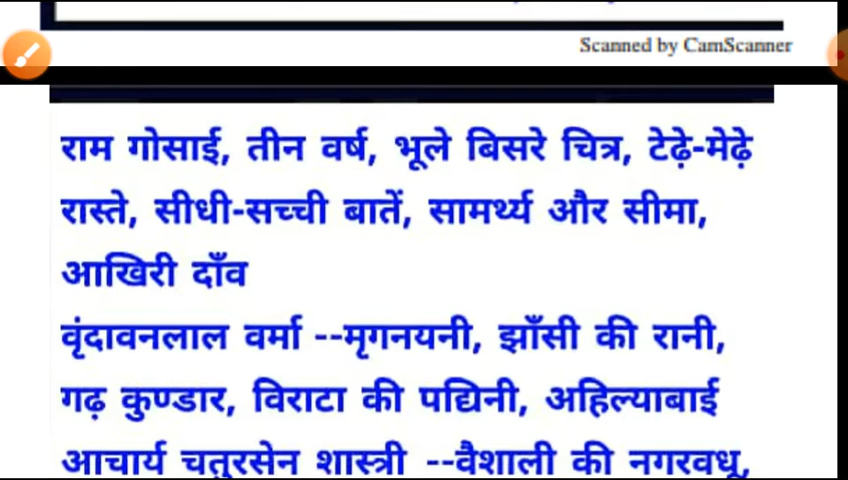 Scanned by CamScanner
राम गोसाई, तीन वर्ष, भूले बिसरे चित्र, टेढ़े-मेढ़े
रास्ते, सीधी-सच्ची बातें, सामर्थ्य और सीमा,
आखिरी दाँव
वृंदावनलाल वर्मा --मृगनयनी, झाँसी की रानी,
गढ़ कुण्डार, विराटा की पद्यिनी, अहिल्याबाई
आचार्य चतुरसेन शास्त्री --वैशाली की नगरवधू,